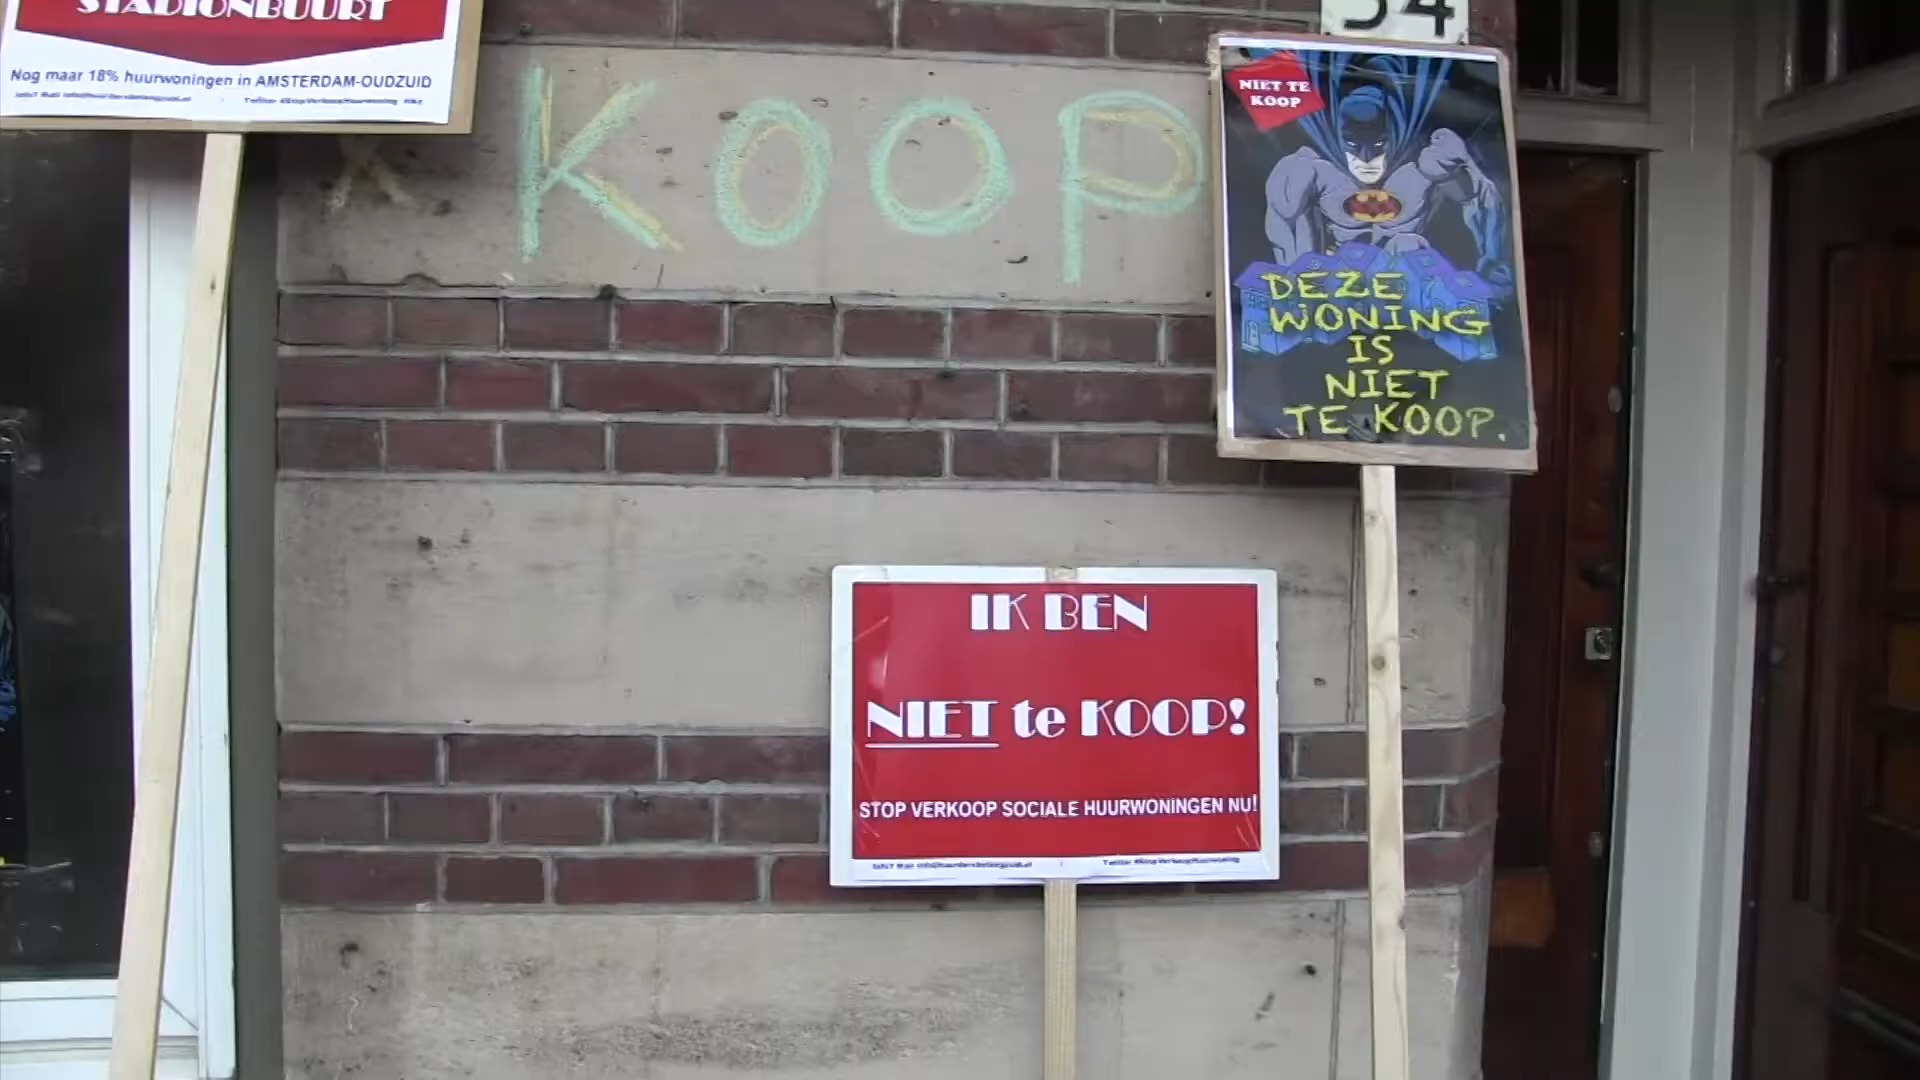 STADIONBUURT
Nog maar 18% huurwoningen in AMSTERDAM-OUDZUID
KOOP
54
NIET TE
KOOP
DEZE
WONING
IS
NIET
TE KOOP.
IK BEN
NIET te KOOP!
STOP VERKOOP SOCIALE HUURWONINGEN NU!